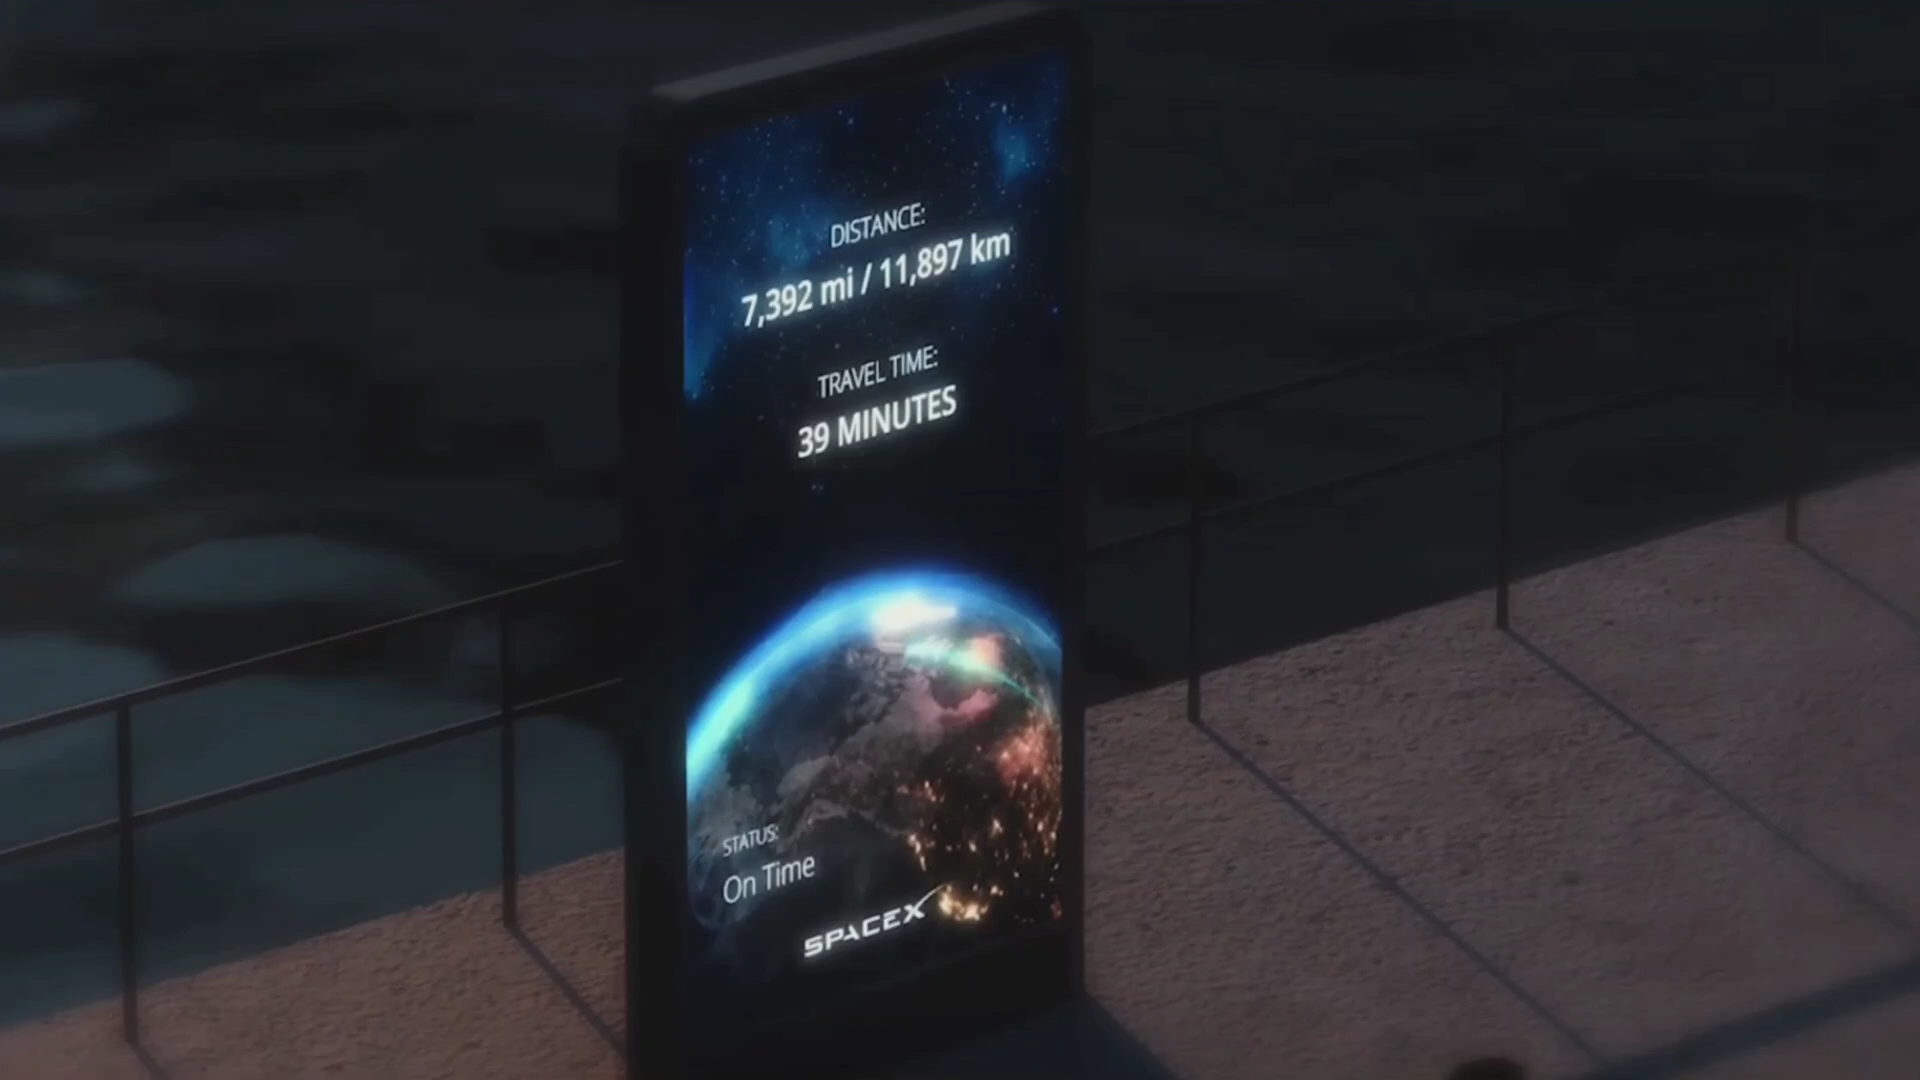 DISTANCE:
7,392 mi / 11,897 km
TRAVEL TIME:
39 MINUTES
STATUS:
On Time
SPACEX